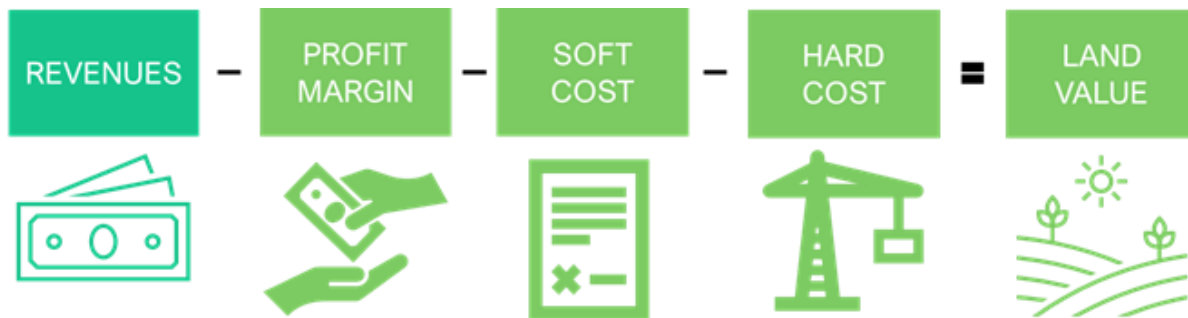 REVENUES – PROFIT MARGIN – SOFT COST – HARD COST = LAND VALUE